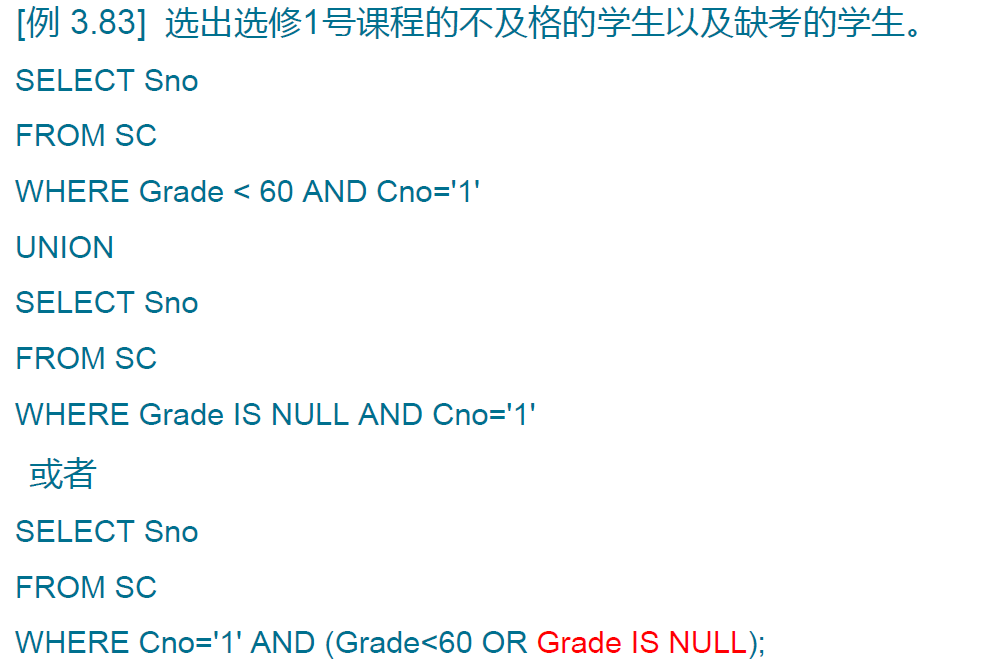 [例 3.83] 选出选修1号课程的不及格的学生以及缺考的学生。
SELECT Sno
FROM SC
WHERE Grade < 60 AND Cno='1'
UNION
SELECT Sno
FROM SC
WHERE Grade IS NULL AND Cno='1'
或者
SELECT Sno
FROM SC
WHERE Cno='1' AND (Grade<60 OR Grade IS NULL);